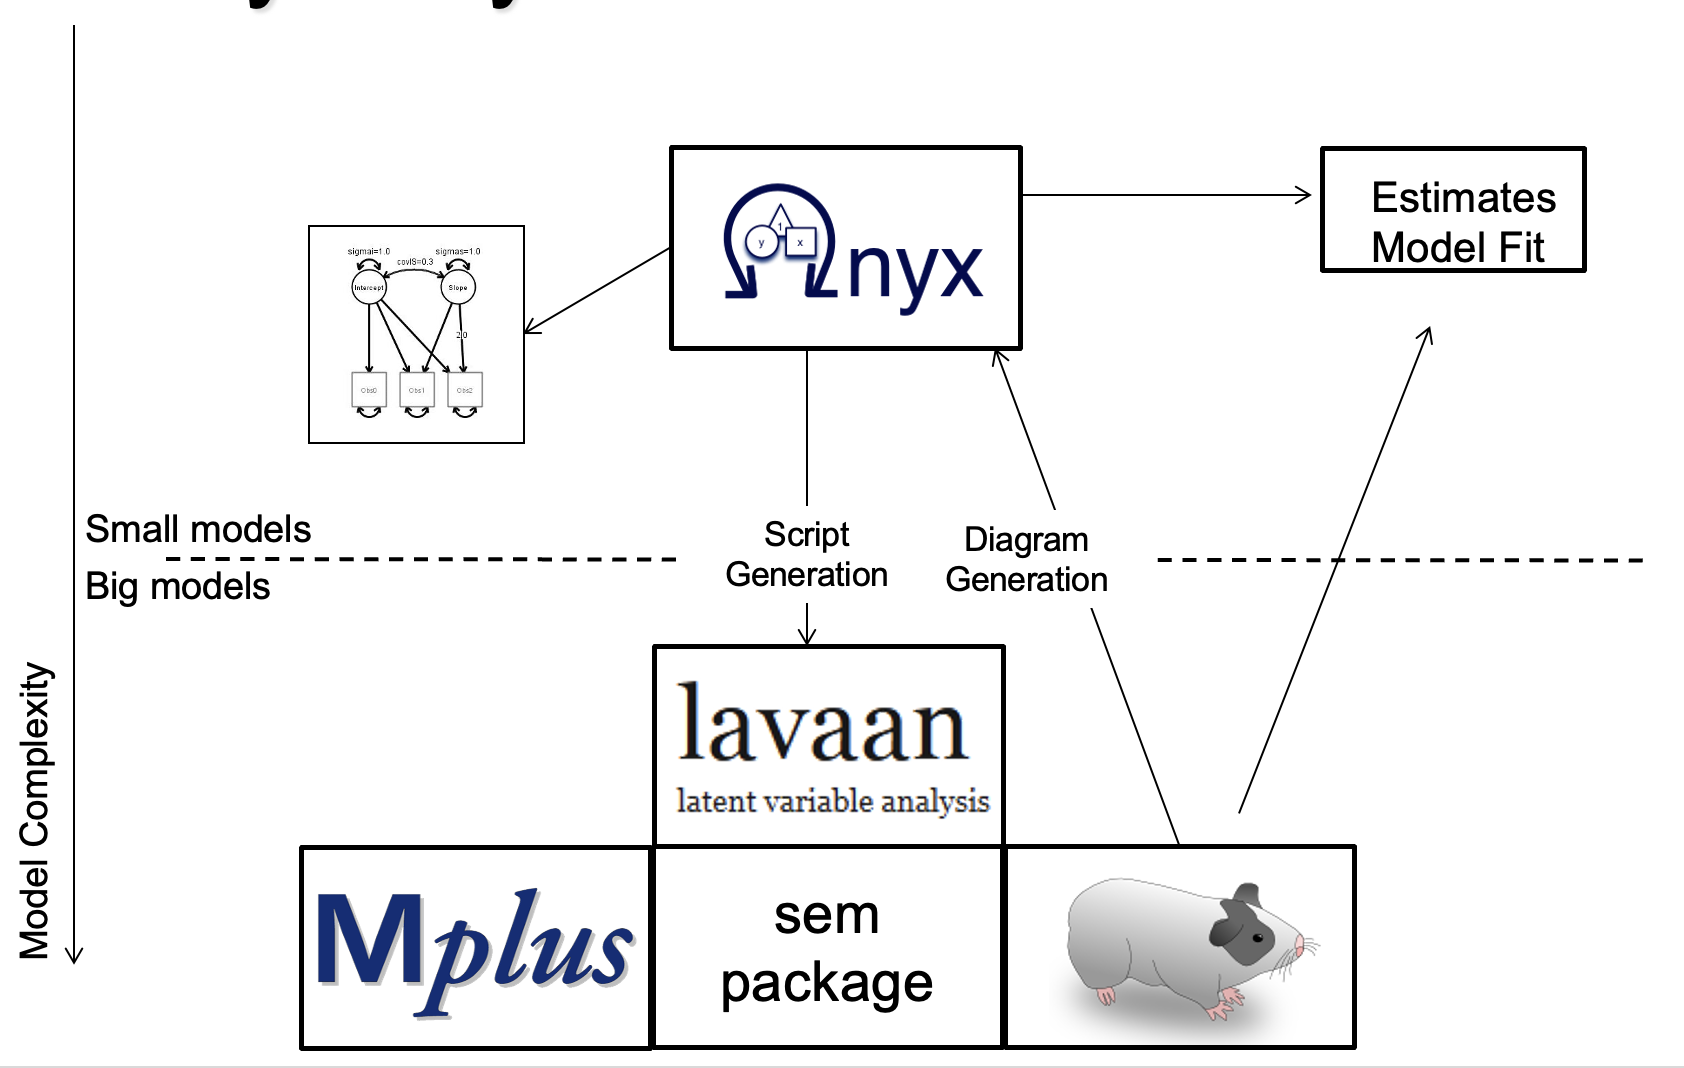 1
y
x
nyx
Estimates
Model Fit
sigmai=1.0
sigmas=1.0
covIS=0.3
Intercept
Slope
2.0
Obs0
Obs1
Obs2
Small models
Big models
Script
Generation
Diagram
Generation
Model Complexity
lavaan
latent variable analysis
Mplus
sem
package